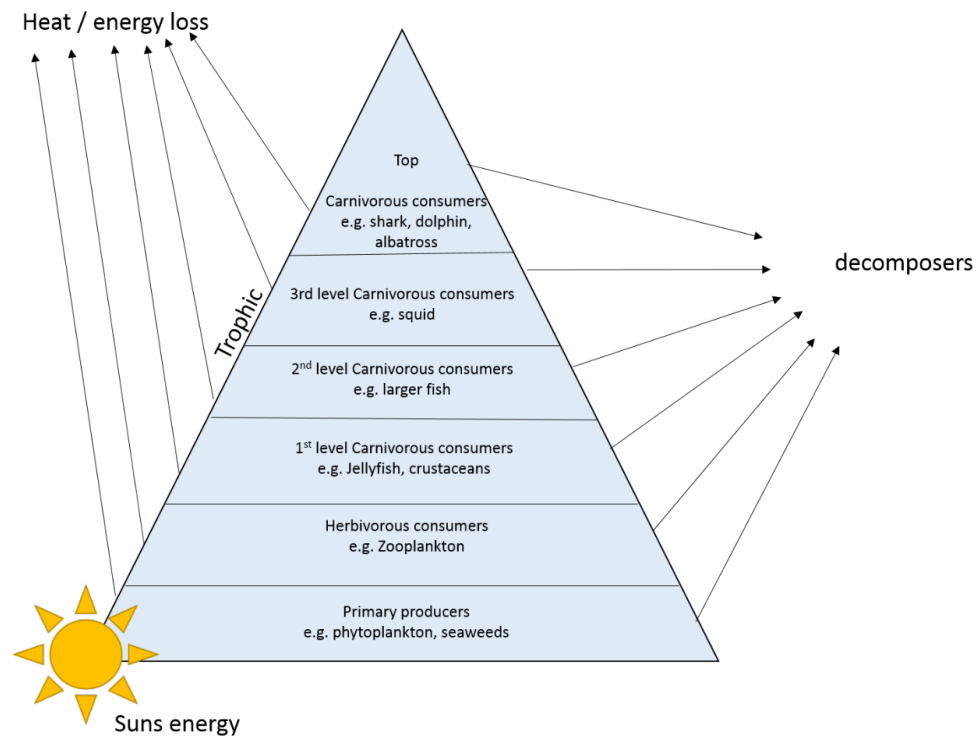 Heat / energy loss
Top
Carnivorous consumers
e.g. shark, dolphin,
albatross
decomposers
Trophic
3rd level Carnivorous consumers
e.g. squid
2nd level Carnivorous consumers
e.g. larger fish
1st level Carnivorous consumers
e.g. Jellyfish, crustaceans
Herbivorous consumers
e.g. Zooplankton
Primary producers
e.g. phytoplankton, seaweeds
Suns energy